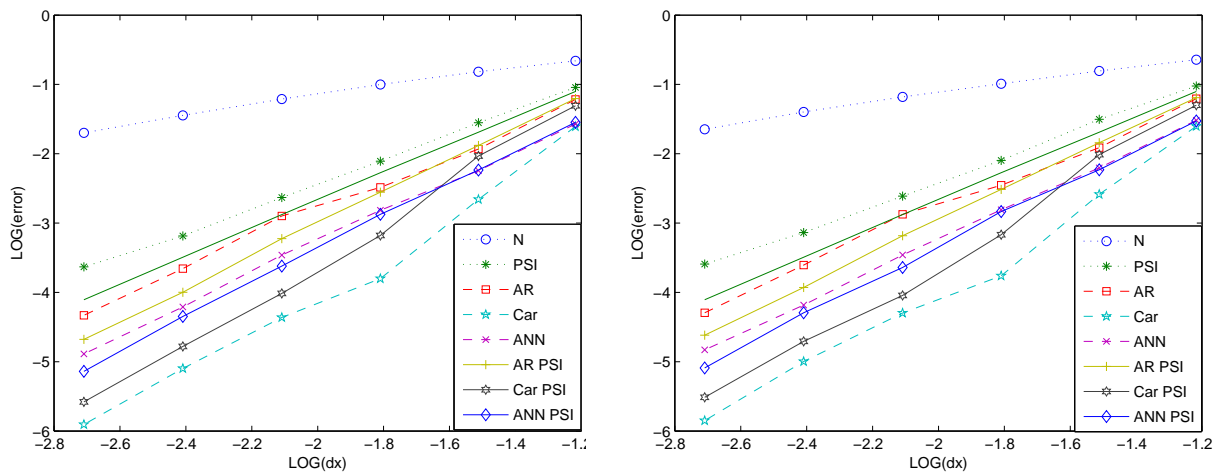 0
−1
−2
−3
−4
−5
−6
LOG(error)
−2.8
−2.6
−2.4
−2.2
−2
−1.8
−1.6
−1.4
−1.2
LOG(dx)
N
PSI
AR
Car
ANN
AR PSI
Car PSI
ANN PSI
0
−1
−2
−3
−4
−5
−6
LOG(error)
−2.8
−2.6
−2.4
−2.2
−2
−1.8
−1.6
−1.4
−1.2
LOG(dx)
N
PSI
AR
Car
ANN
AR PSI
Car PSI
ANN PSI